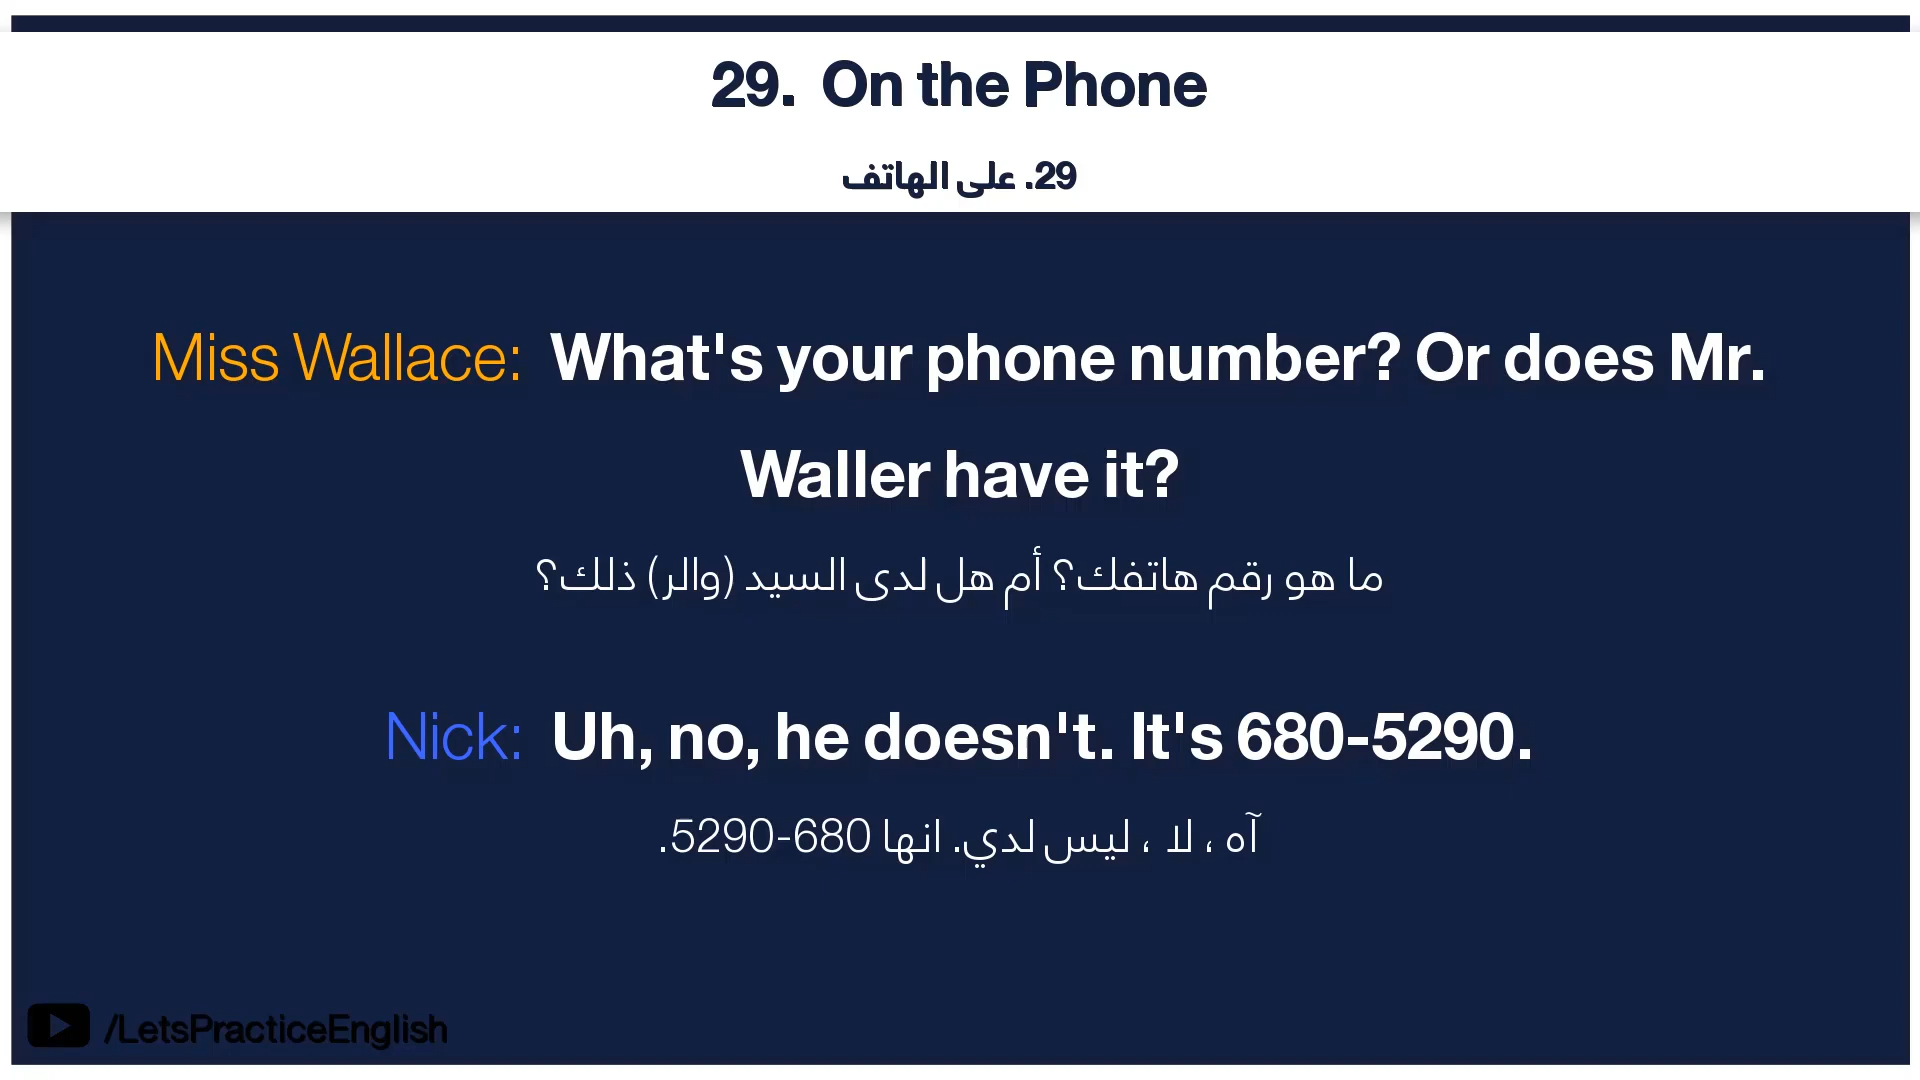 29. On the Phone
29. على الهاتف
Miss Wallace: What's your phone number? Or does Mr.
Waller have it?
ما هو رقم هاتفك؟ أم هل لدى السيد (والر) ذلك؟
Nick: Uh, no, he doesn't. It's 680-5290.
آه ، لا ، ليس لدي. انها 680-5290.
/LetsPracticeEnglish